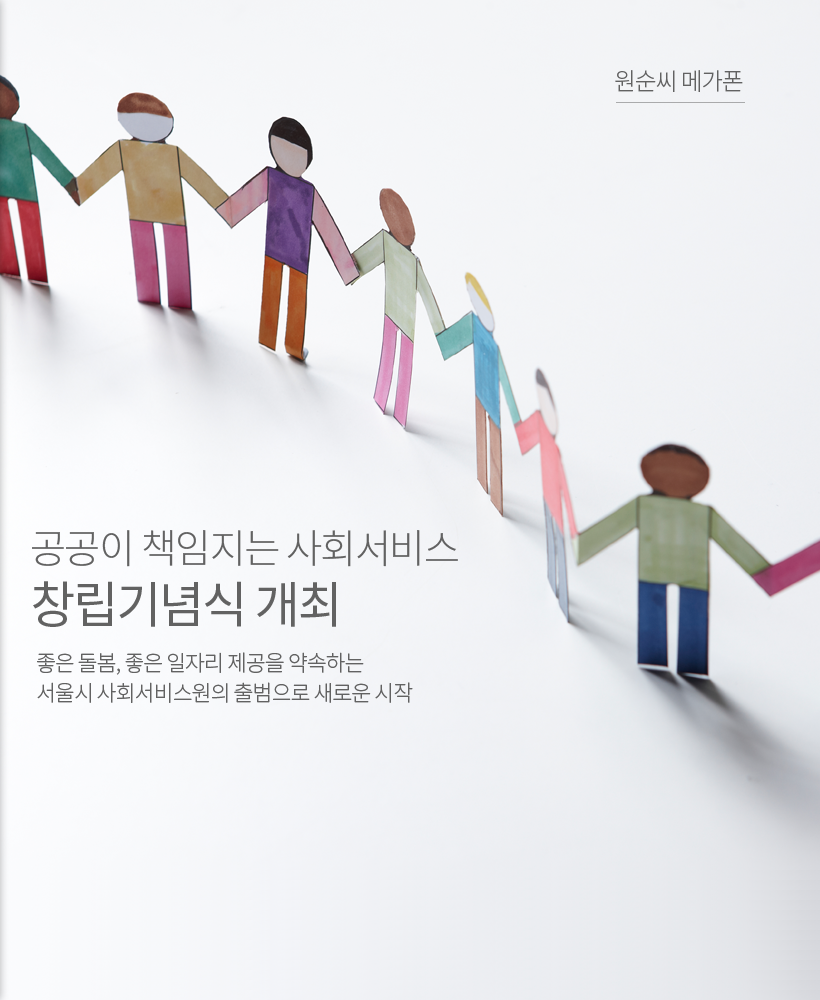 원순씨 메가폰
공공이 책임지는 사회서비스
창립기념식 개최
좋은 돌봄, 좋은 일자리 제공을 약속하는
서울시 사회서비스원의 출범으로 새로운 시작